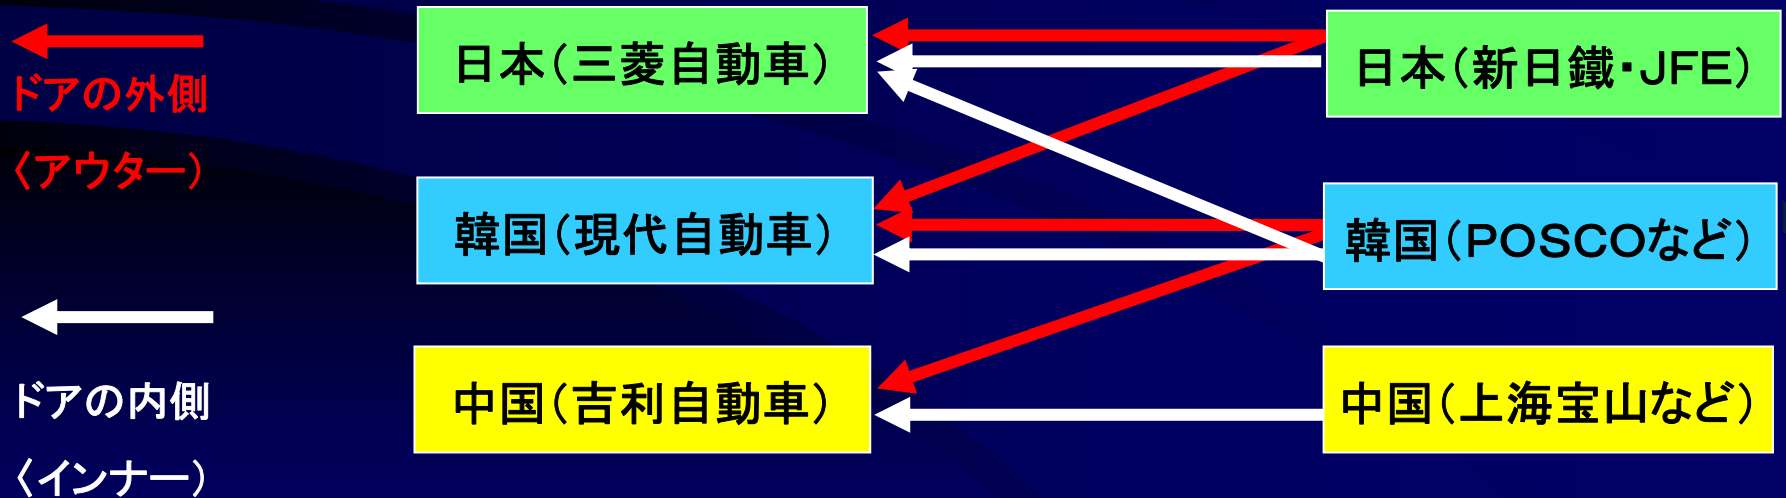 ドアの外側
〈アウター）
ドアの内側
〈インナー）
日本（三菱自動車）
韓国（現代自動車）
中国（吉利自動車）
日本（新日鐵・JFE）
韓国（POSCOなど）
中国（上海宝山など）